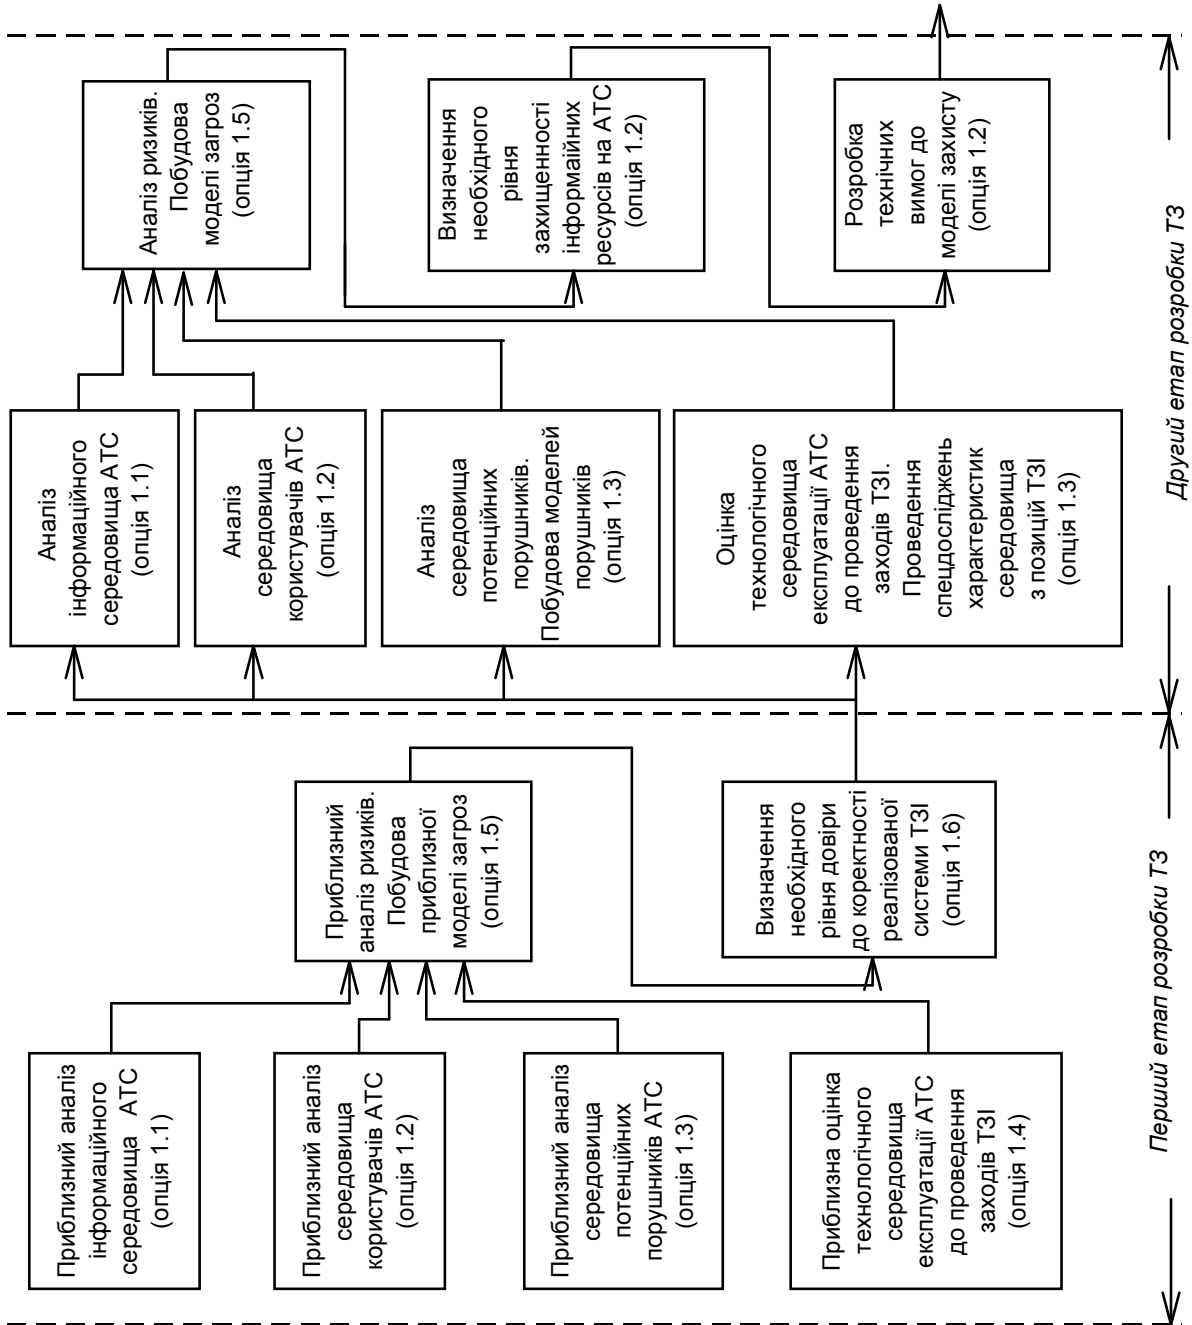 Приблизний аналіз
інформаційного
середовища АТС
(опція 1.1)
Приблизний аналіз
середовища
користувачів АТС
(опція 1.2)
Приблизний аналіз
середовища
потенційних
порушників АТС
(опція 1.3)
Приблизна оцінка
технологічного
середовища
експлуатації АТС
до проведення
заходів ТЗІ
(опція 1.4)
Приблизний
аналіз ризиків.
Побудова
приблизної
моделі загроз
(опція 1.5)
Визначення
необхідного
рівня довіри
до коректності
реалізованої
системи ТЗІ
(опція 1.6)
Перший етап розробки ТЗ
Аналіз
інформаційного
середовища АТС
(опція 1.1)
Аналіз
середовища
користувачів АТС
(опція 1.2)
Аналіз
середовища
потенційних
порушників.
Побудова моделей
порушників
(опція 1.3)
Оцінка
технологічного
середовища
експлуатації АТС
до проведення
заходів ТЗІ.
Проведення
спецдосліджень
характеристик
середовища
з позицій ТЗІ
(опція 1.3)
Аналіз ризиків.
Побудова
моделі загроз
(опція 1.5)
Визначення
необхідного
рівня
захищенності
інформаійних
ресурсів на АТС
(опція 1.2)
Розробка
технічних
вимог до
моделі захисту
(опція 1.2)
Другий етап розробки ТЗ